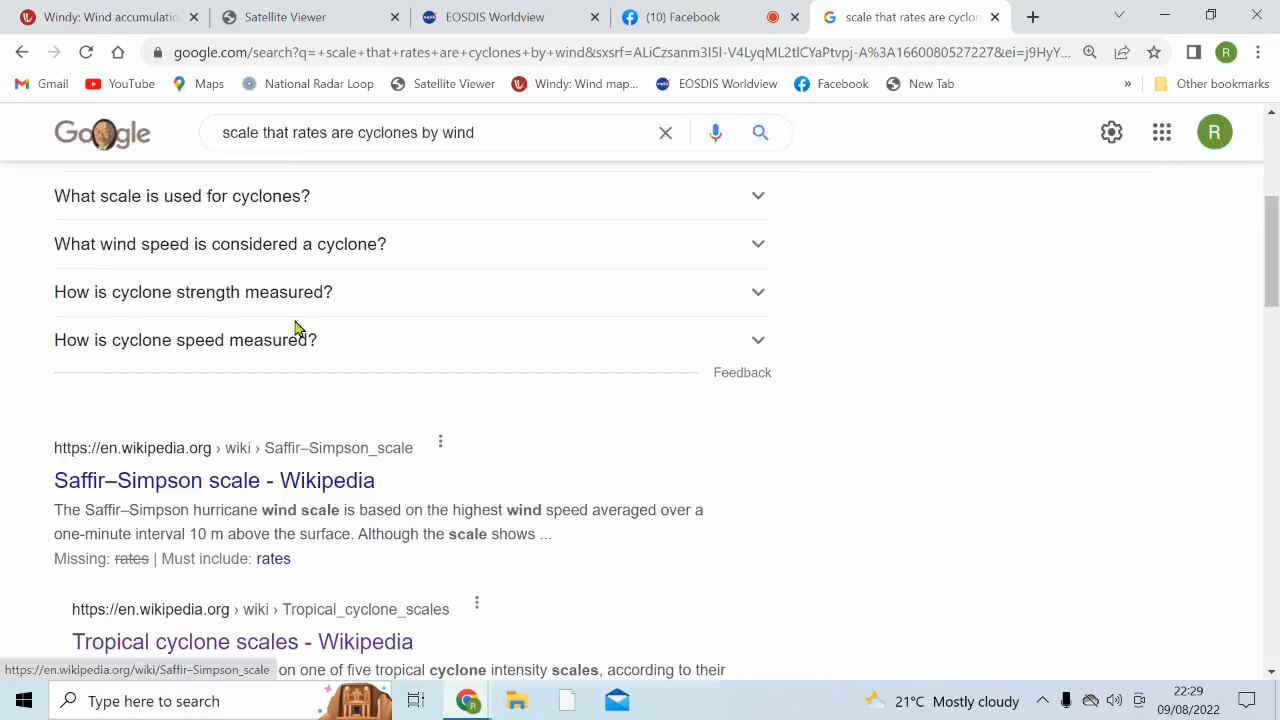 Windy: Wind accumulatio
Satellite Viewer
EOSDIS Worldview
(10) Facebook
scale that rates are cyclon
google.com/search?q=+scale+that+rates+are+cyclones+by+wind&sxsrf=ALiCzsanm3l5I-V4LyqML2tlCYaPtvpj-A%3A1660080527227&ei=j9HyY...
R
Gmail
YouTube
Maps
National Radar Loop
Satellite Viewer
Windy: Wind map...
EOSDIS Worldview
Facebook
New Tab
»
Other bookmarks
Google
scale that rates are cyclones by wind
R
What scale is used for cyclones?
What wind speed is considered a cyclone?
How is cyclone strength measured?
How is cyclone speed measured?
Feedback
https://en.wikipedia.org › wiki › Saffir–Simpson_scale
Saffir–Simpson scale - Wikipedia
The Saffir–Simpson hurricane wind scale is based on the highest wind speed averaged over a
one-minute interval 10 m above the surface. Although the scale shows ...
Missing: rates | Must include: rates
https://en.wikipedia.org › wiki › Tropical_cyclone_scales
Tropical cyclone scales - Wikipedia
on one of five tropical cyclone intensity scales, according to their
https://en.wikipedia.org/wiki/Saffir–Simpson_scale
Type here to search
21°C Mostly cloudy
22:29
09/08/2022